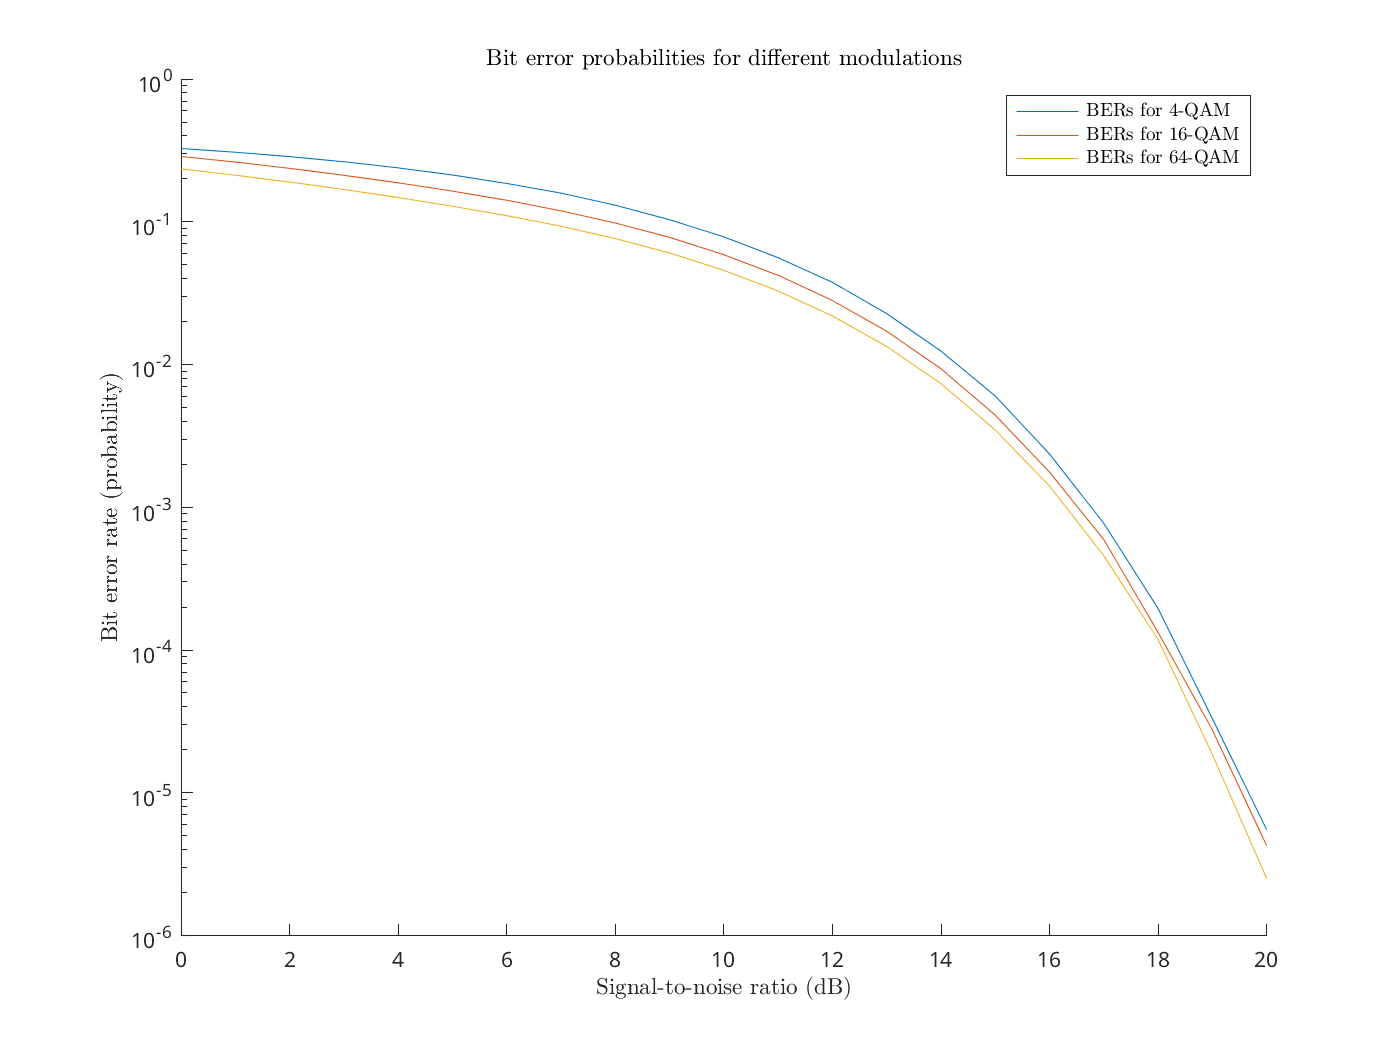 Bit error probabilities for different modulations
10^0
10^-1
10^-2
10^-3
10^-4
10^-5
10^-6
Bit error rate (probability)
BERs for 4-QAM
BERs for 16-QAM
BERs for 64-QAM
0 2 4 6 8 10 12 14 16 18 20
Signal-to-noise ratio (dB)